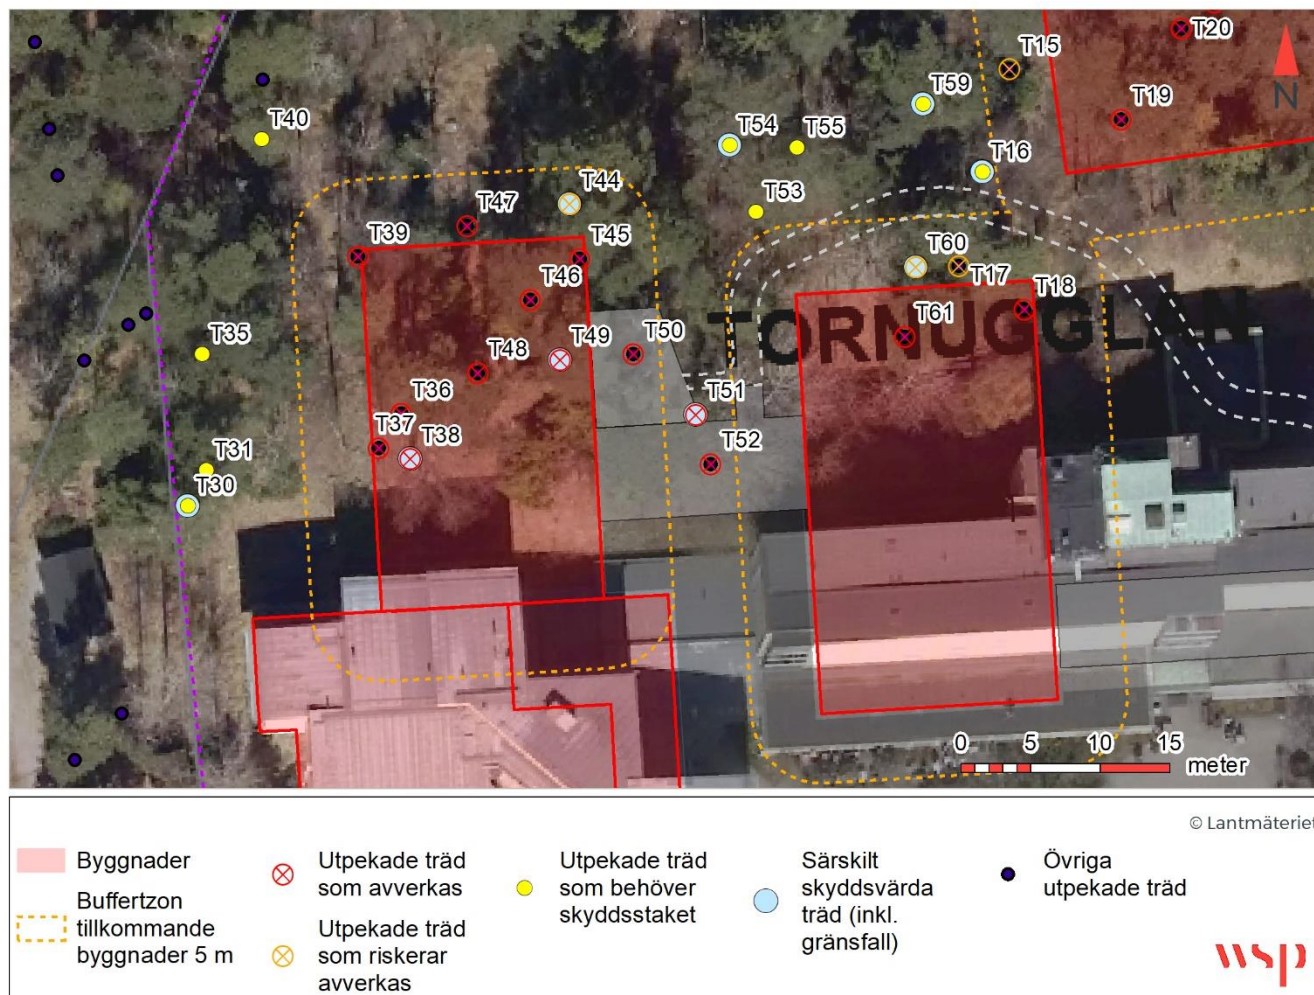 T20
T15
T59
T19
T40
T54
T55
T16
T44
T47
T53
T39
T45
T60
T46
T17
T18
TORNUGGLAN
T61
T35
T49
T50
T48
T36
T51
T37
T38
T52
T31
T30
N
0 5 10 15
meter
© Lantmäteriet
Byggnader
Buffertzon
tillkommande
byggnader 5 m
Utpekade träd
som avverkas
Utpekade träd
som riskerar
avverkas
Utpekade träd
som behöver
skyddsstaket
Särskilt
skyddsvärda
träd (inkl.
gränsfall)
Övriga
utpekade träd
wsp